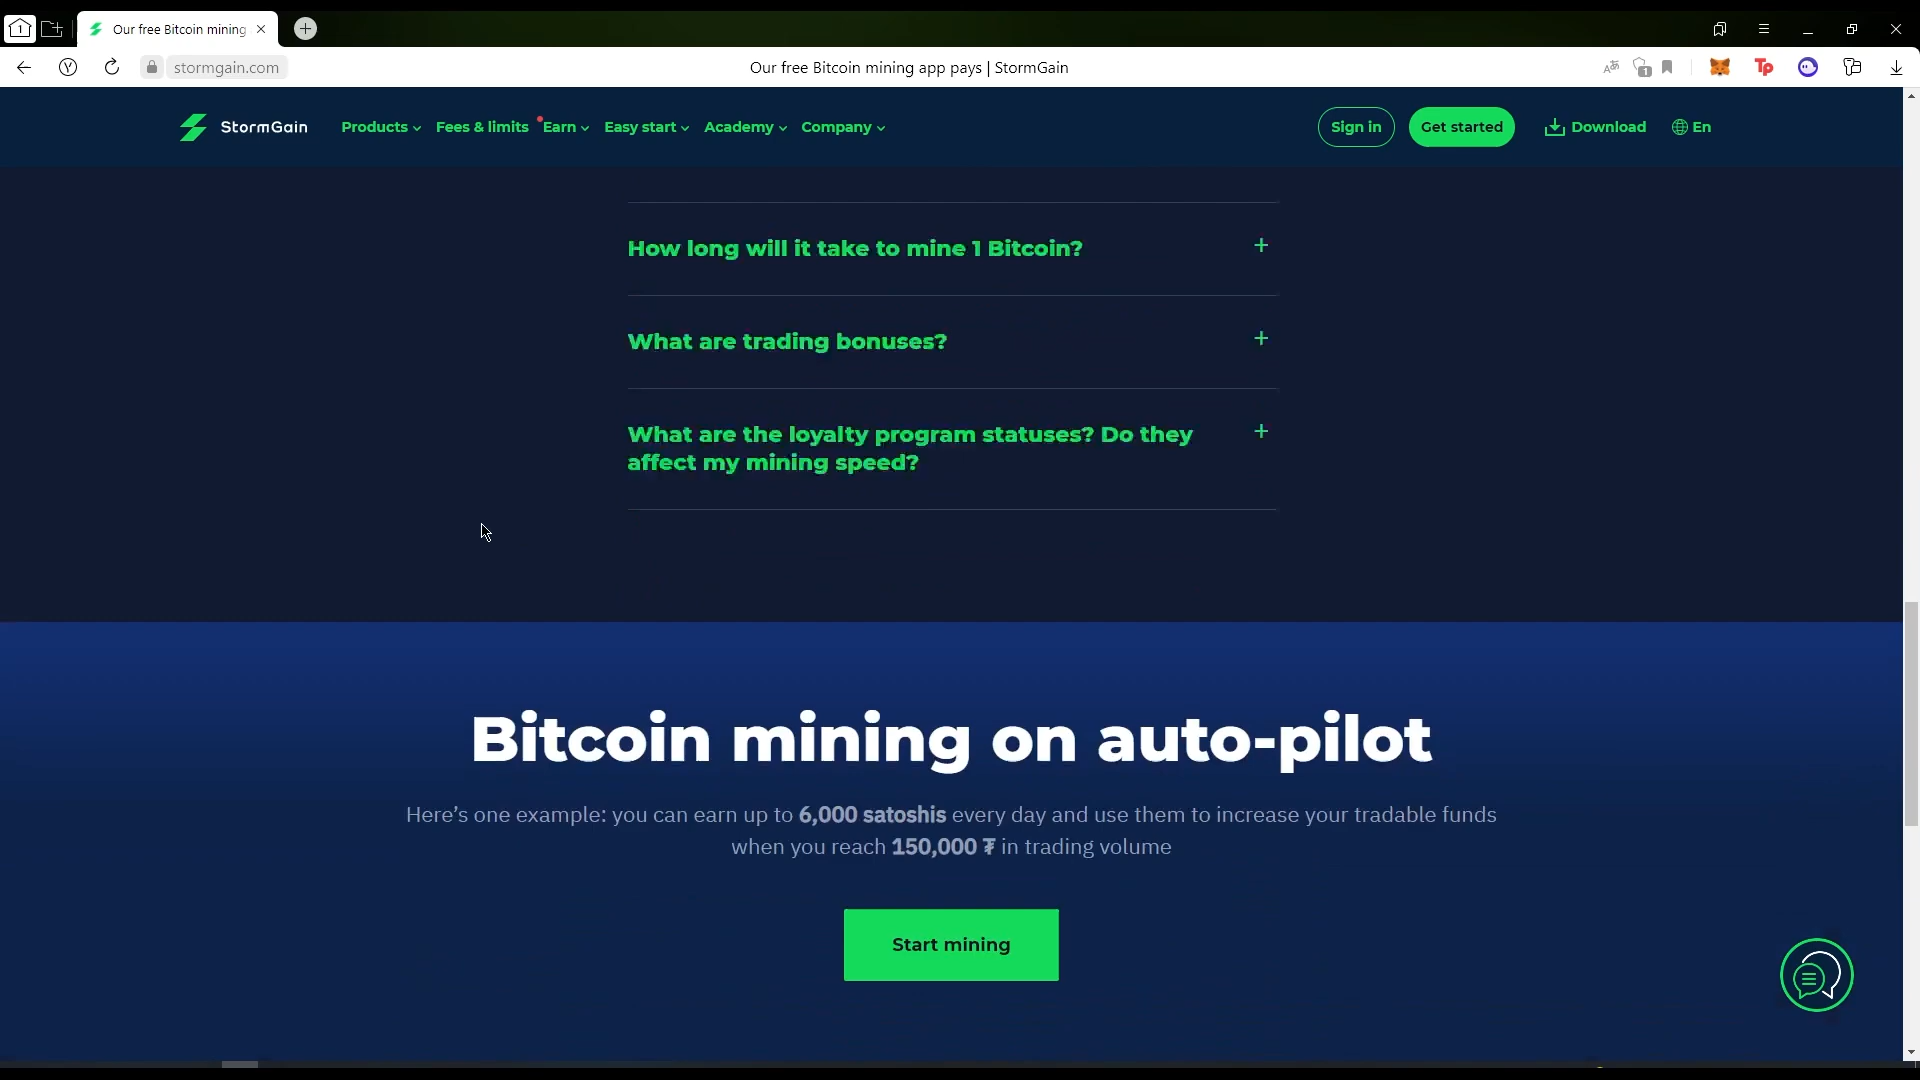 1
Our free Bitcoin mining
stormgain.com
Our free Bitcoin mining app pays | StormGain
1
Tp
StormGain
Products
Fees & limits
Earn
Easy start
Academy
Company
Sign in
Get started
Download
En
How long will it take to mine 1 Bitcoin?
What are trading bonuses?
What are the loyalty program statuses? Do they
affect my mining speed?
Bitcoin mining on auto-pilot
Here’s one example: you can earn up to 6,000 satoshis every day and use them to increase your tradable funds
when you reach 150,000 ₮ in trading volume
Start mining